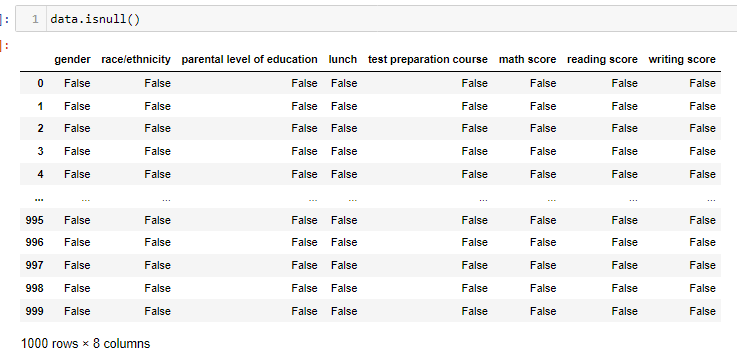 ]: 1 data.isnull()
]:
gender race/ethnicity parental level of education lunch test preparation course math score reading score writing score
0 False False False False False False False False
1 False False False False False False False False
2 False False False False False False False False
3 False False False False False False False False
4 False False False False False False False False
... ... ... ... ... ... ... ... ...
995 False False False False False False False False
996 False False False False False False False False
997 False False False False False False False False
998 False False False False False False False False
999 False False False False False False False False
1000 rows × 8 columns